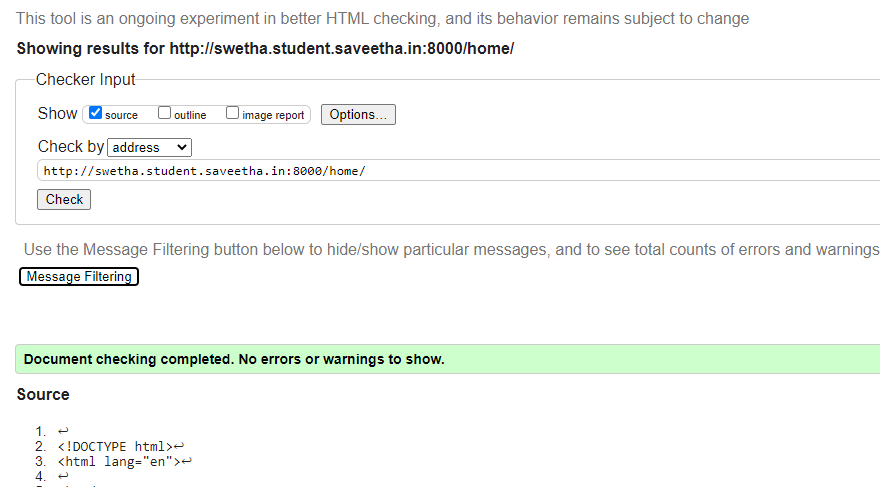 This tool is an ongoing experiment in better HTML checking, and its behavior remains subject to change
Showing results for http://swetha.student.saveetha.in:8000/home/
Checker Input
Show source outline image report Options...
Check by address
http://swetha.student.saveetha.in:8000/home/
Check
Use the Message Filtering button below to hide/show particular messages, and to see total counts of errors and warnings
Message Filtering
Document checking completed. No errors or warnings to show.
Source
1. ↩
2. <!DOCTYPE html>↩
3. <html lang="en">↩
4. ↩